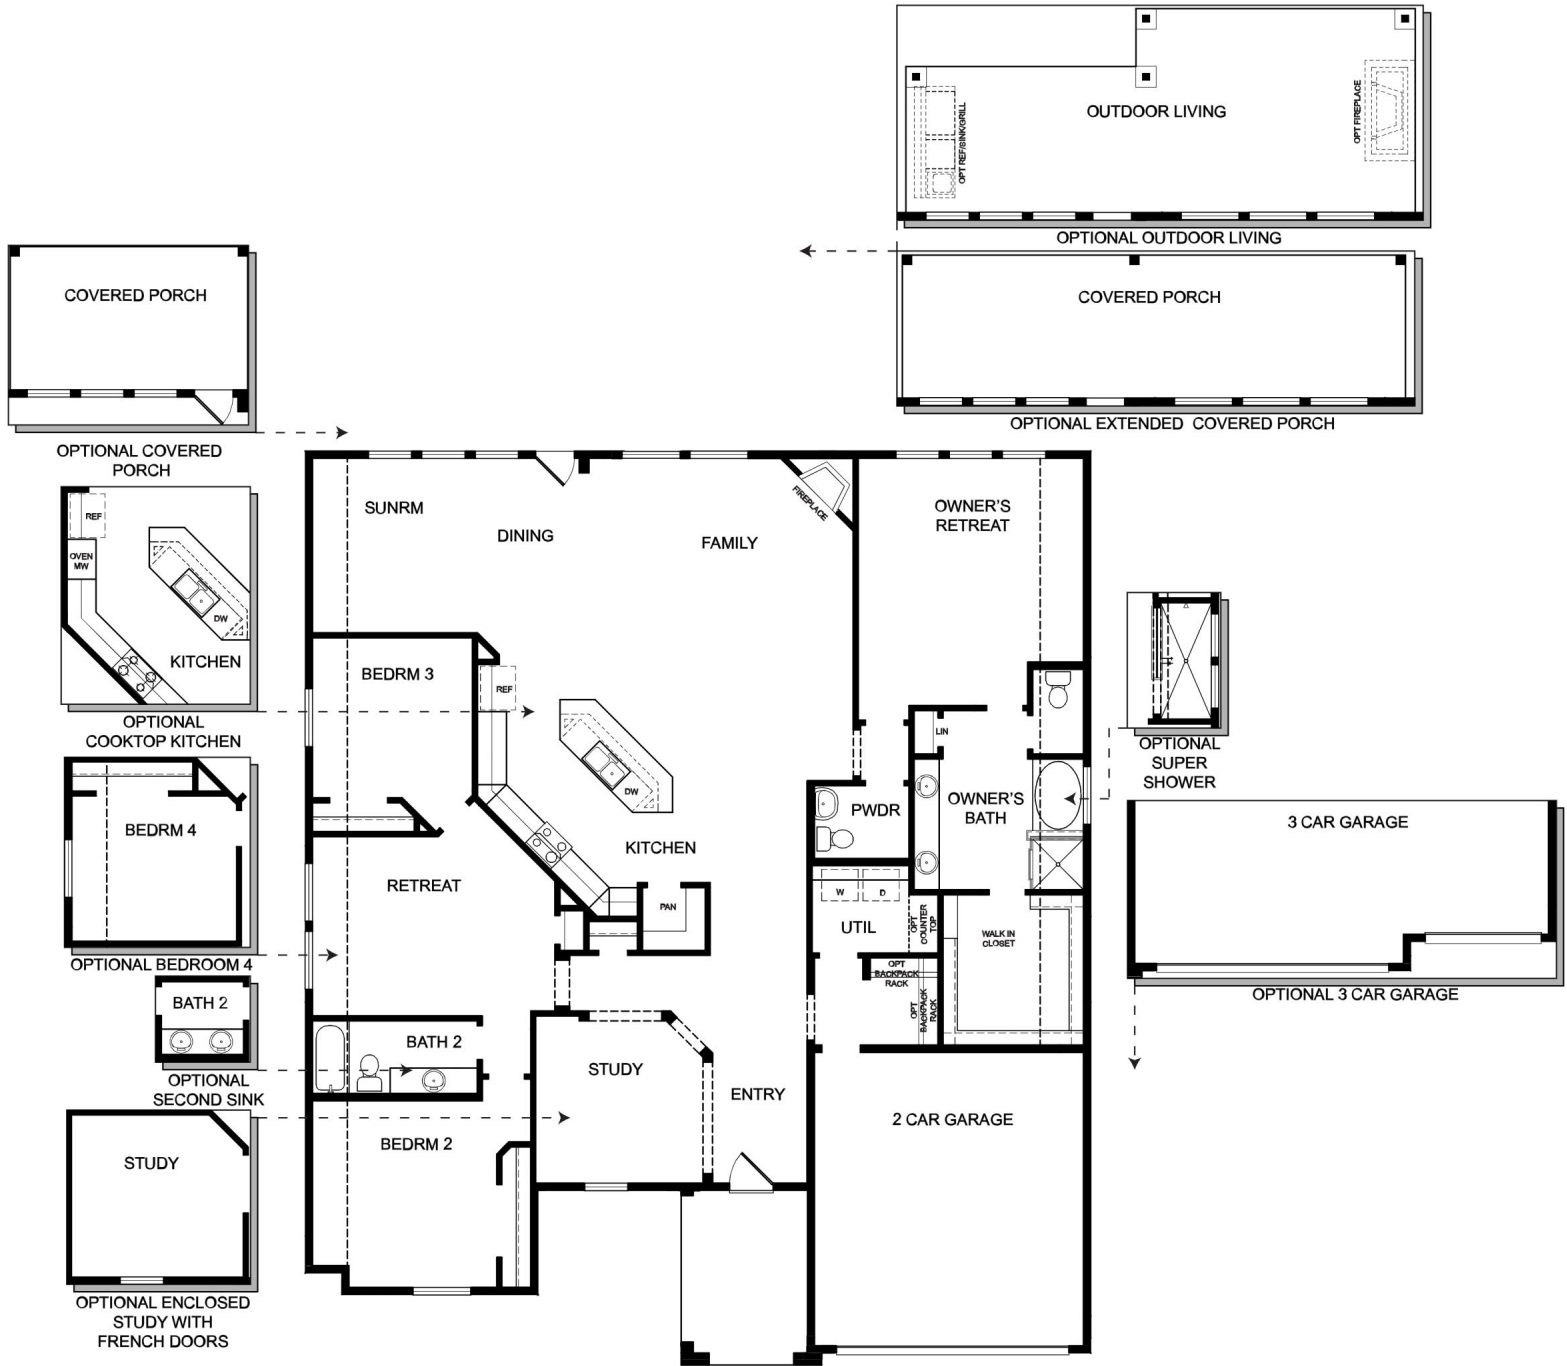 OUTDOOR LIVING
OPT REF/SINK/GRILL
OPT FIREPLACE
OPTIONAL OUTDOOR LIVING
COVERED PORCH
OPTIONAL EXTENDED COVERED PORCH
COVERED PORCH
OPTIONAL COVERED
PORCH
REF
OVEN
MW
DW
KITCHEN
OPTIONAL
COOKTOP KITCHEN
BEDRM 4
OPTIONAL BEDROOM 4
BATH 2
OPTIONAL
SECOND SINK
STUDY
OPTIONAL ENCLOSED
STUDY WITH
FRENCH DOORS
SUNRM
DINING
FAMILY
FIREPLACE
OWNER'S
RETREAT
BEDRM 3
REF
DW
KITCHEN
PAN
LIN
PWDR
OWNER'S
BATH
RETREAT
W
D
UTIL
OPT
COUNTER
TOP
WALK IN
CLOSET
OPT
BACKPACK
RACK
OPT
BACKPACK
RACK
BATH 2
STUDY
ENTRY
BEDRM 2
2 CAR GARAGE
OPTIONAL
SUPER
SHOWER
3 CAR GARAGE
OPTIONAL 3 CAR GARAGE